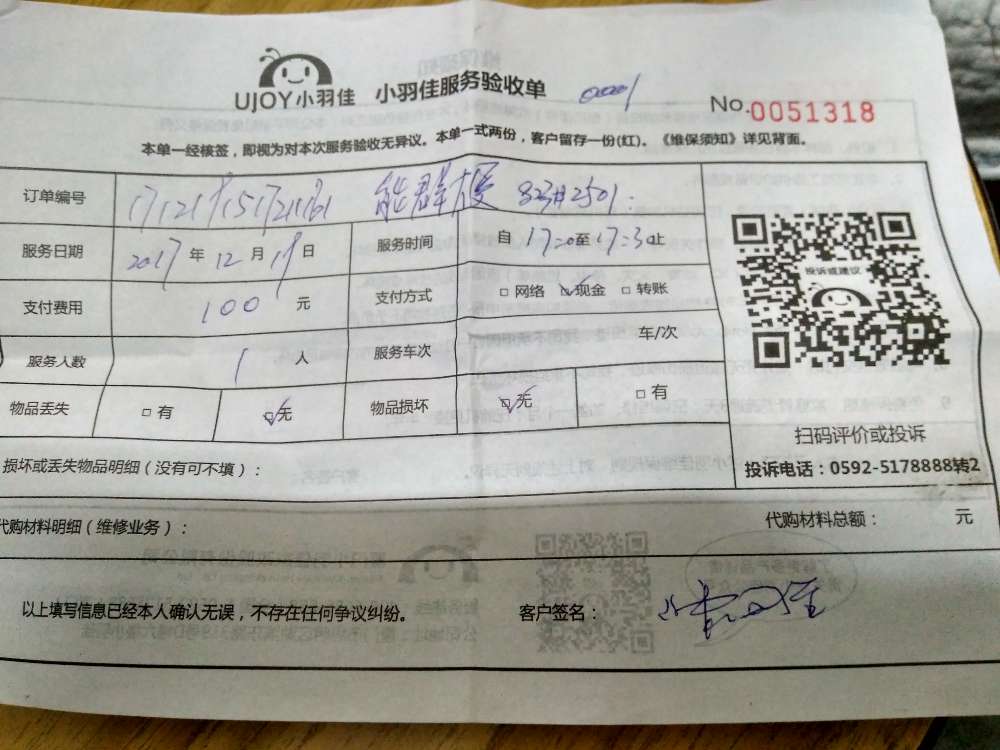 UJOY小羽佳 小羽佳服务验收单 No.0051318
本单一经核签，即视为对本次服务验收无异议。本单一式两份，客户留存一份(红)。《维保须知》详见背面。
订单编号
服务日期 2017 年 12 月 19 日 服务时间 自 17:20至17:30止
支付费用 100 元 支付方式 □ 网络 ☑现金 □ 转账
服务人数 1 人 服务车次 车/次
物品丢失 □ 有 ☑无 物品损坏 ☑无 □ 有
投诉或建议
扫码评价或投诉
投诉电话：0592-5178888转2
损坏或丢失物品明细（没有可不填）：
代购材料明细（维修业务）： 代购材料总额： 元
以上填写信息已经本人确认无误，不存在任何争议纠纷。 客户签名：